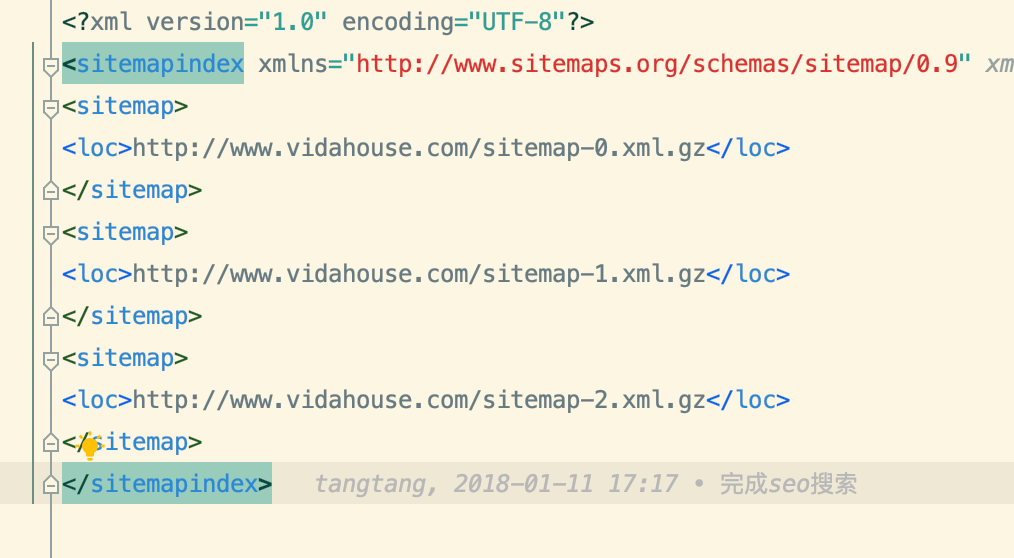 <?xml version="1.0" encoding="UTF-8"?>
<sitemapindex xmlns="http://www.sitemaps.org/schemas/sitemap/0.9" xm
<sitemap>
<loc>http://www.vidahouse.com/sitemap-0.xml.gz</loc>
</sitemap>
<sitemap>
<loc>http://www.vidahouse.com/sitemap-1.xml.gz</loc>
</sitemap>
<sitemap>
<loc>http://www.vidahouse.com/sitemap-2.xml.gz</loc>
</sitemap>
</sitemapindex> tangtang, 2018-01-11 17:17 • 完成seo搜索